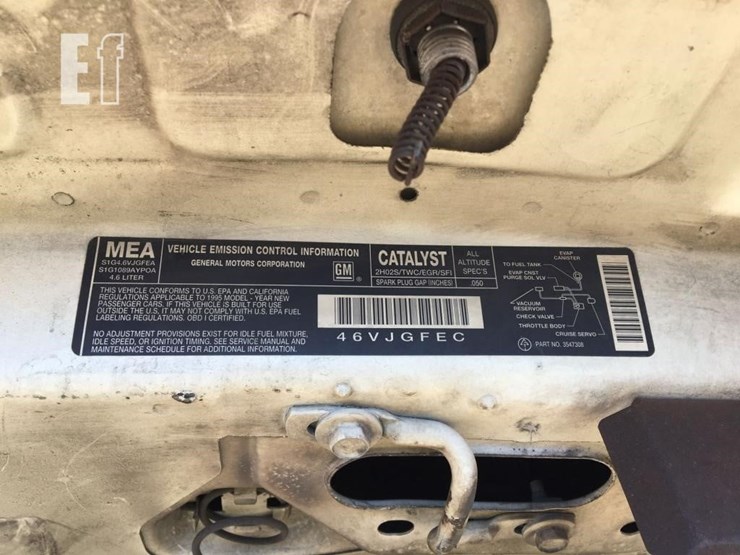 Ef
MEA
S1G4.6VJGFEA
S1G1089AYPOA
4.6 LITER
VEHICLE EMISSION CONTROL INFORMATION
GENERAL MOTORS CORPORATION
GM
CATALYST
2H02S/TWC/EGR/SFI
SPARK PLUG GAP (INCHES)
ALL
ALTITUDE
SPEC'S
.050
THIS VEHICLE CONFORMS TO U.S. EPA AND CALIFORNIA
REGULATIONS APPLICABLE TO 1995 MODEL - YEAR NEW
PASSENGER CARS. IF THIS VEHICLE IS BUILT FOR USE
OUTSIDE THE U.S. IT MAY NOT COMPLY WITH U.S. EPA FUEL
LABELING REGULATIONS. OBD I CERTIFIED.
NO ADJUSTMENT PROVISIONS EXIST FOR IDLE FUEL MIXTURE,
IDLE SPEED, OR IGNITION TIMING. SEE SERVICE MANUAL AND
MAINTENANCE SCHEDULE FOR ADDITIONAL INFORMATION.
46VJGFEC
EVAP
CANISTER
TO FUEL TANK
EVAP CNST
PURGE SOL VLV
VACUUM
RESERVOIR
CHECK VALVE
THROTTLE BODY
CRUISE SERVO
PART NO. 3547308